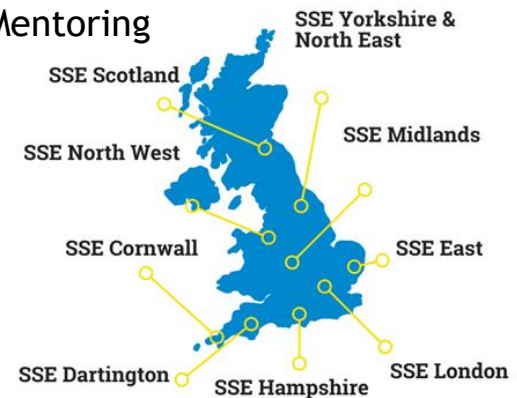 Mentoring
SSE Yorkshire &
North East
SSE Scotland
SSE Midlands
SSE North West
SSE Cornwall
SSE East
SSE Dartington
SSE Hampshire
SSE London